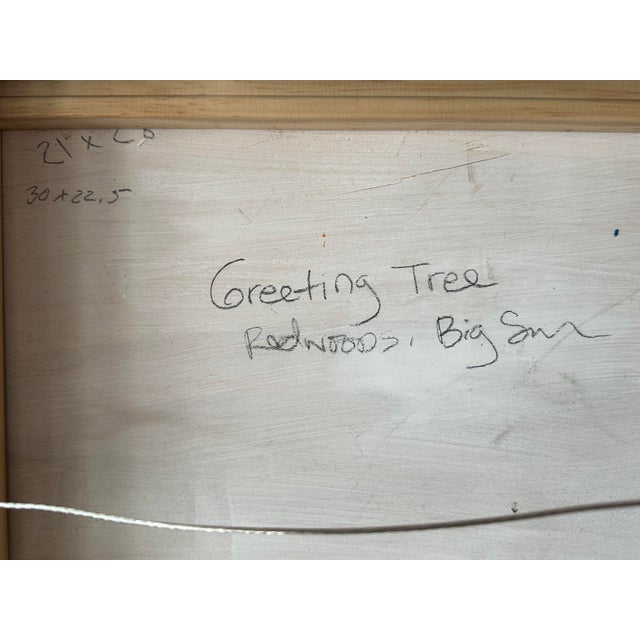 21 x 28
30 x 22.5
Greeting Tree
Redwoods, Big Sur